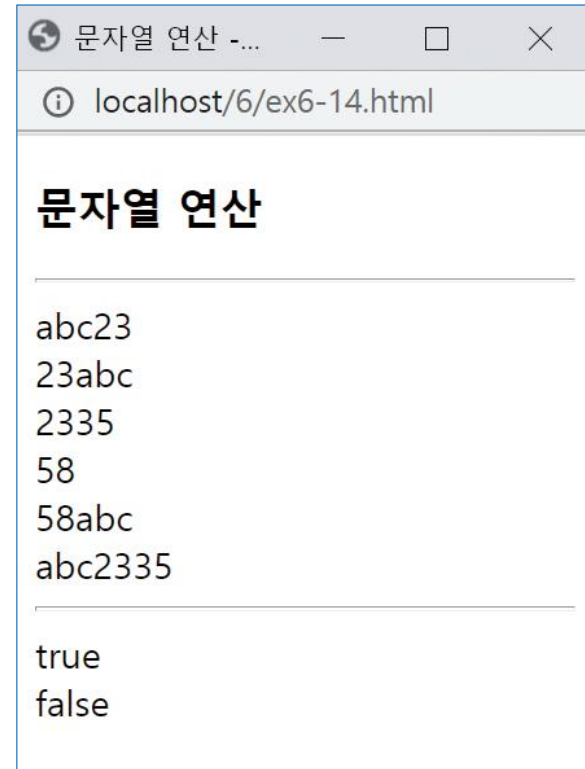 문자열 연산 -...
localhost/6/ex6-14.html
문자열 연산
abc23
23abc
2335
58
58abc
abc2335
true
false